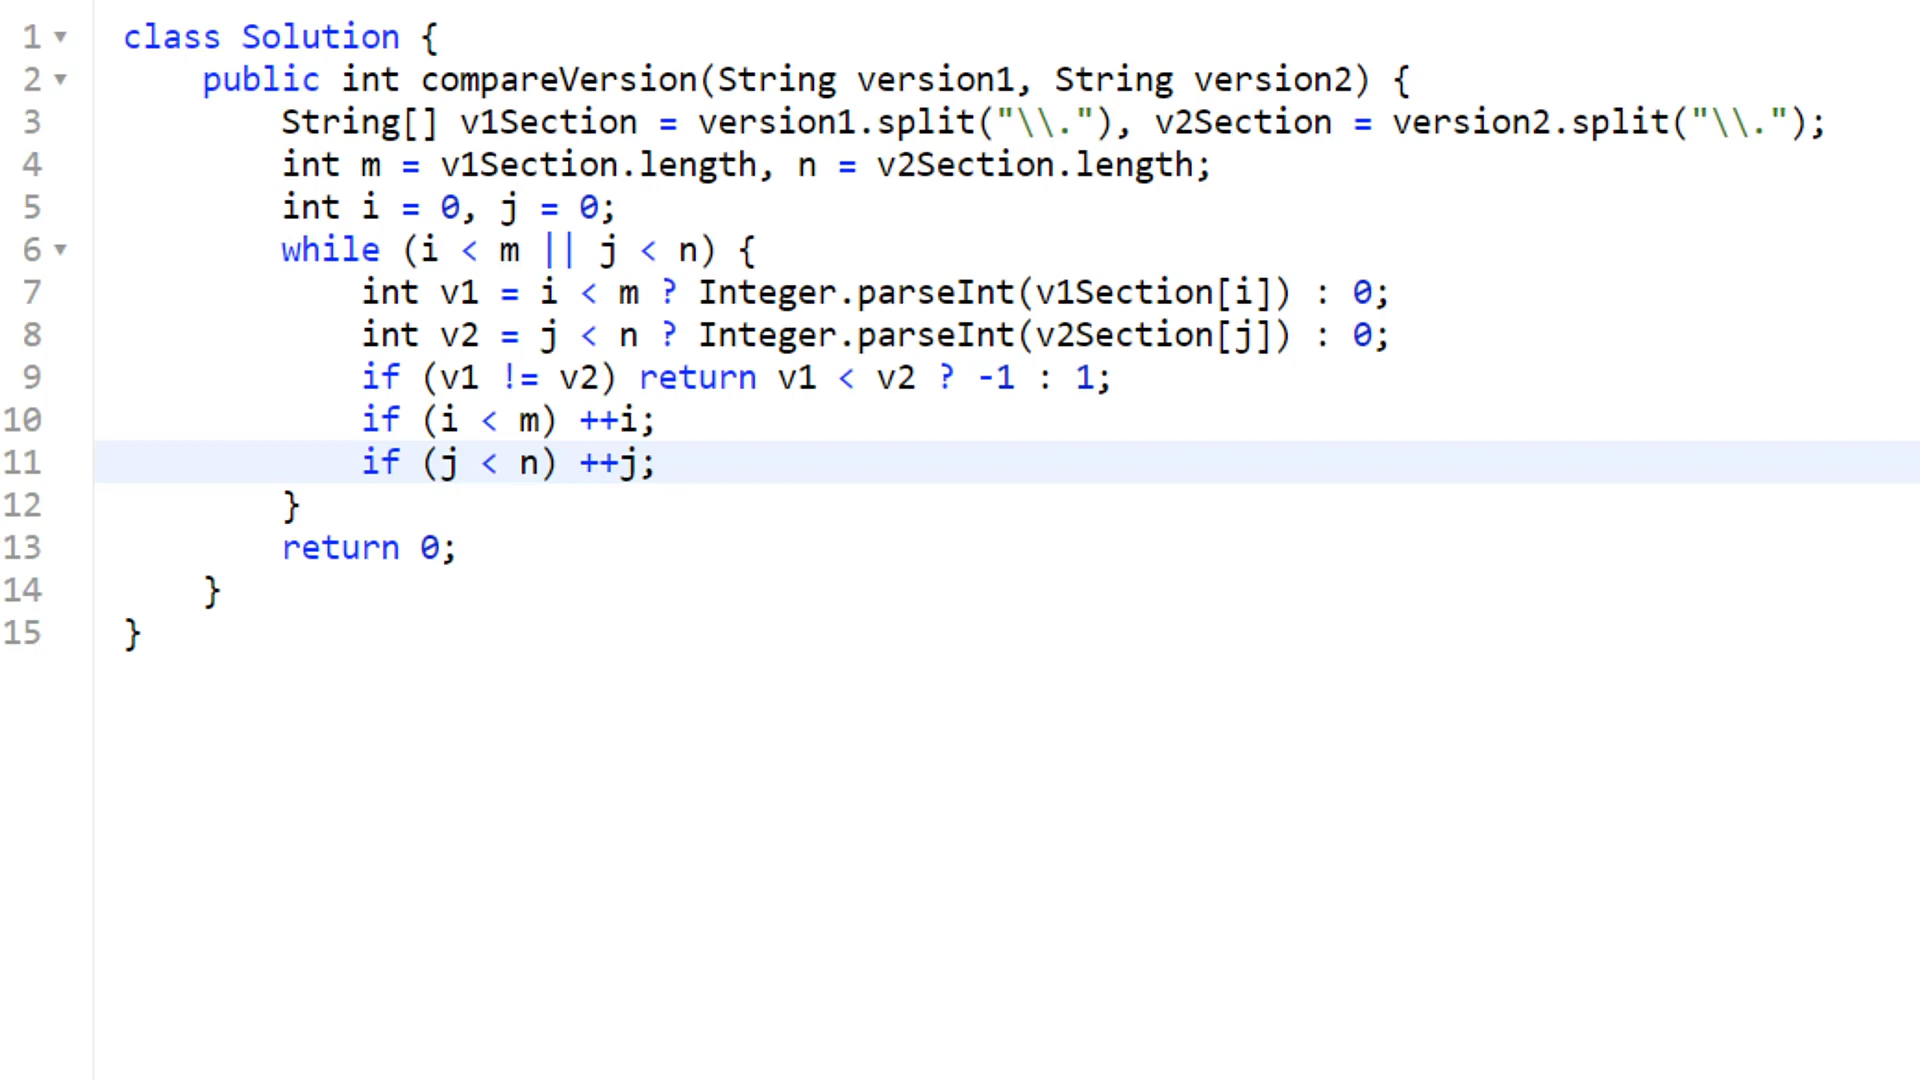 1 class Solution {
2 public int compareVersion(String version1, String version2) {
3 String[] v1Section = version1.split("\\."), v2Section = version2.split("\\.");
4 int m = v1Section.length, n = v2Section.length;
5 int i = 0, j = 0;
6 while (i < m || j < n) {
7 int v1 = i < m ? Integer.parseInt(v1Section[i]) : 0;
8 int v2 = j < n ? Integer.parseInt(v2Section[j]) : 0;
9 if (v1 != v2) return v1 < v2 ? -1 : 1;
10 if (i < m) ++i;
11 if (j < n) ++j;
12 }
13 return 0;
14 }
15 }